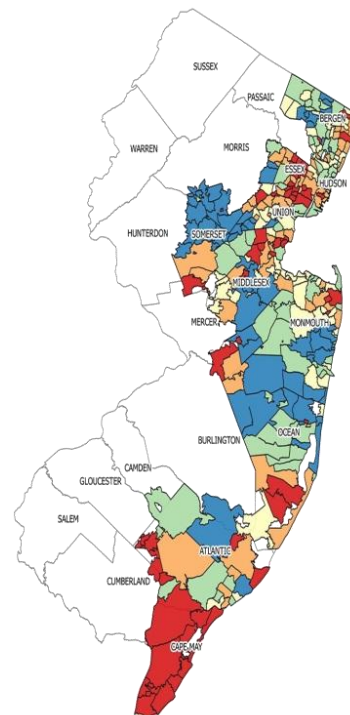 SUSSEX
PASSAIC
BERGEN
WARREN
MORRIS
ESSEX
HUDSON
UNION
HUNTERDON
SOMERSET
MIDDLESEX
MERCER
MONMOUTH
OCEAN
BURLINGTON
CAMDEN
GLOUCESTER
SALEM
ATLANTIC
CUMBERLAND
CAPE MAY